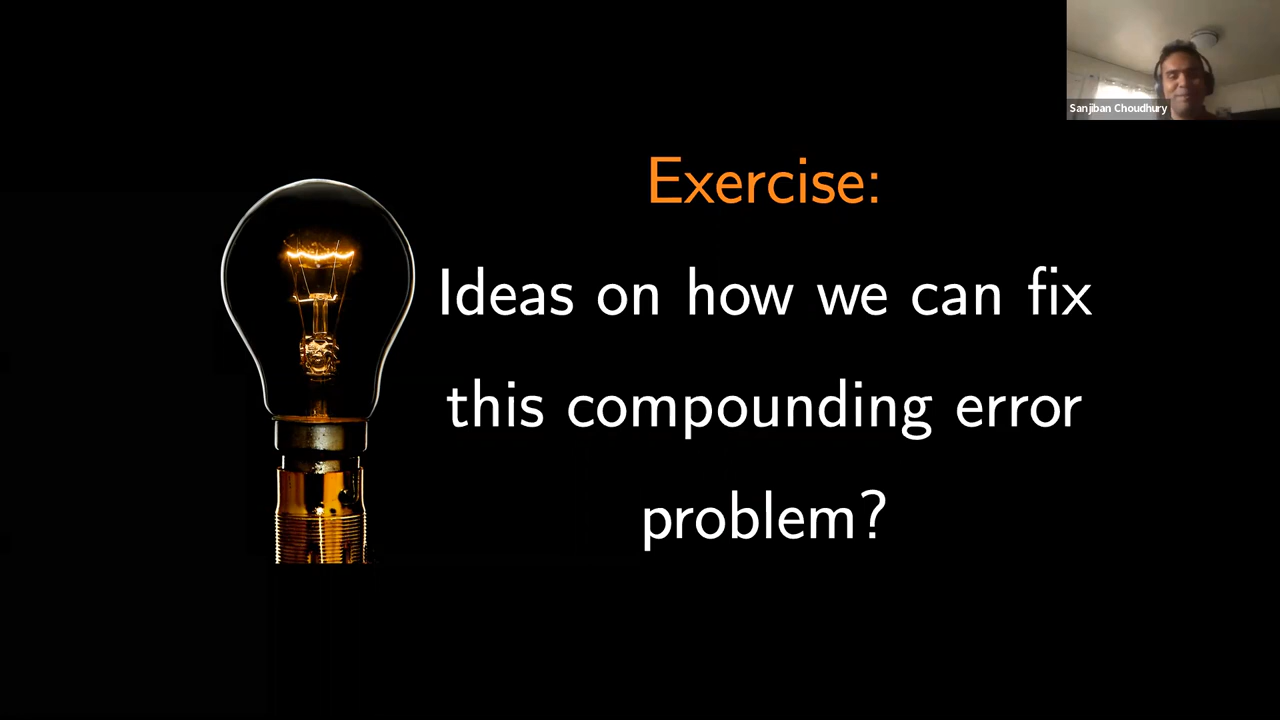 Sanjiban Choudhury
Exercise:
Ideas on how we can fix
this compounding error
problem?